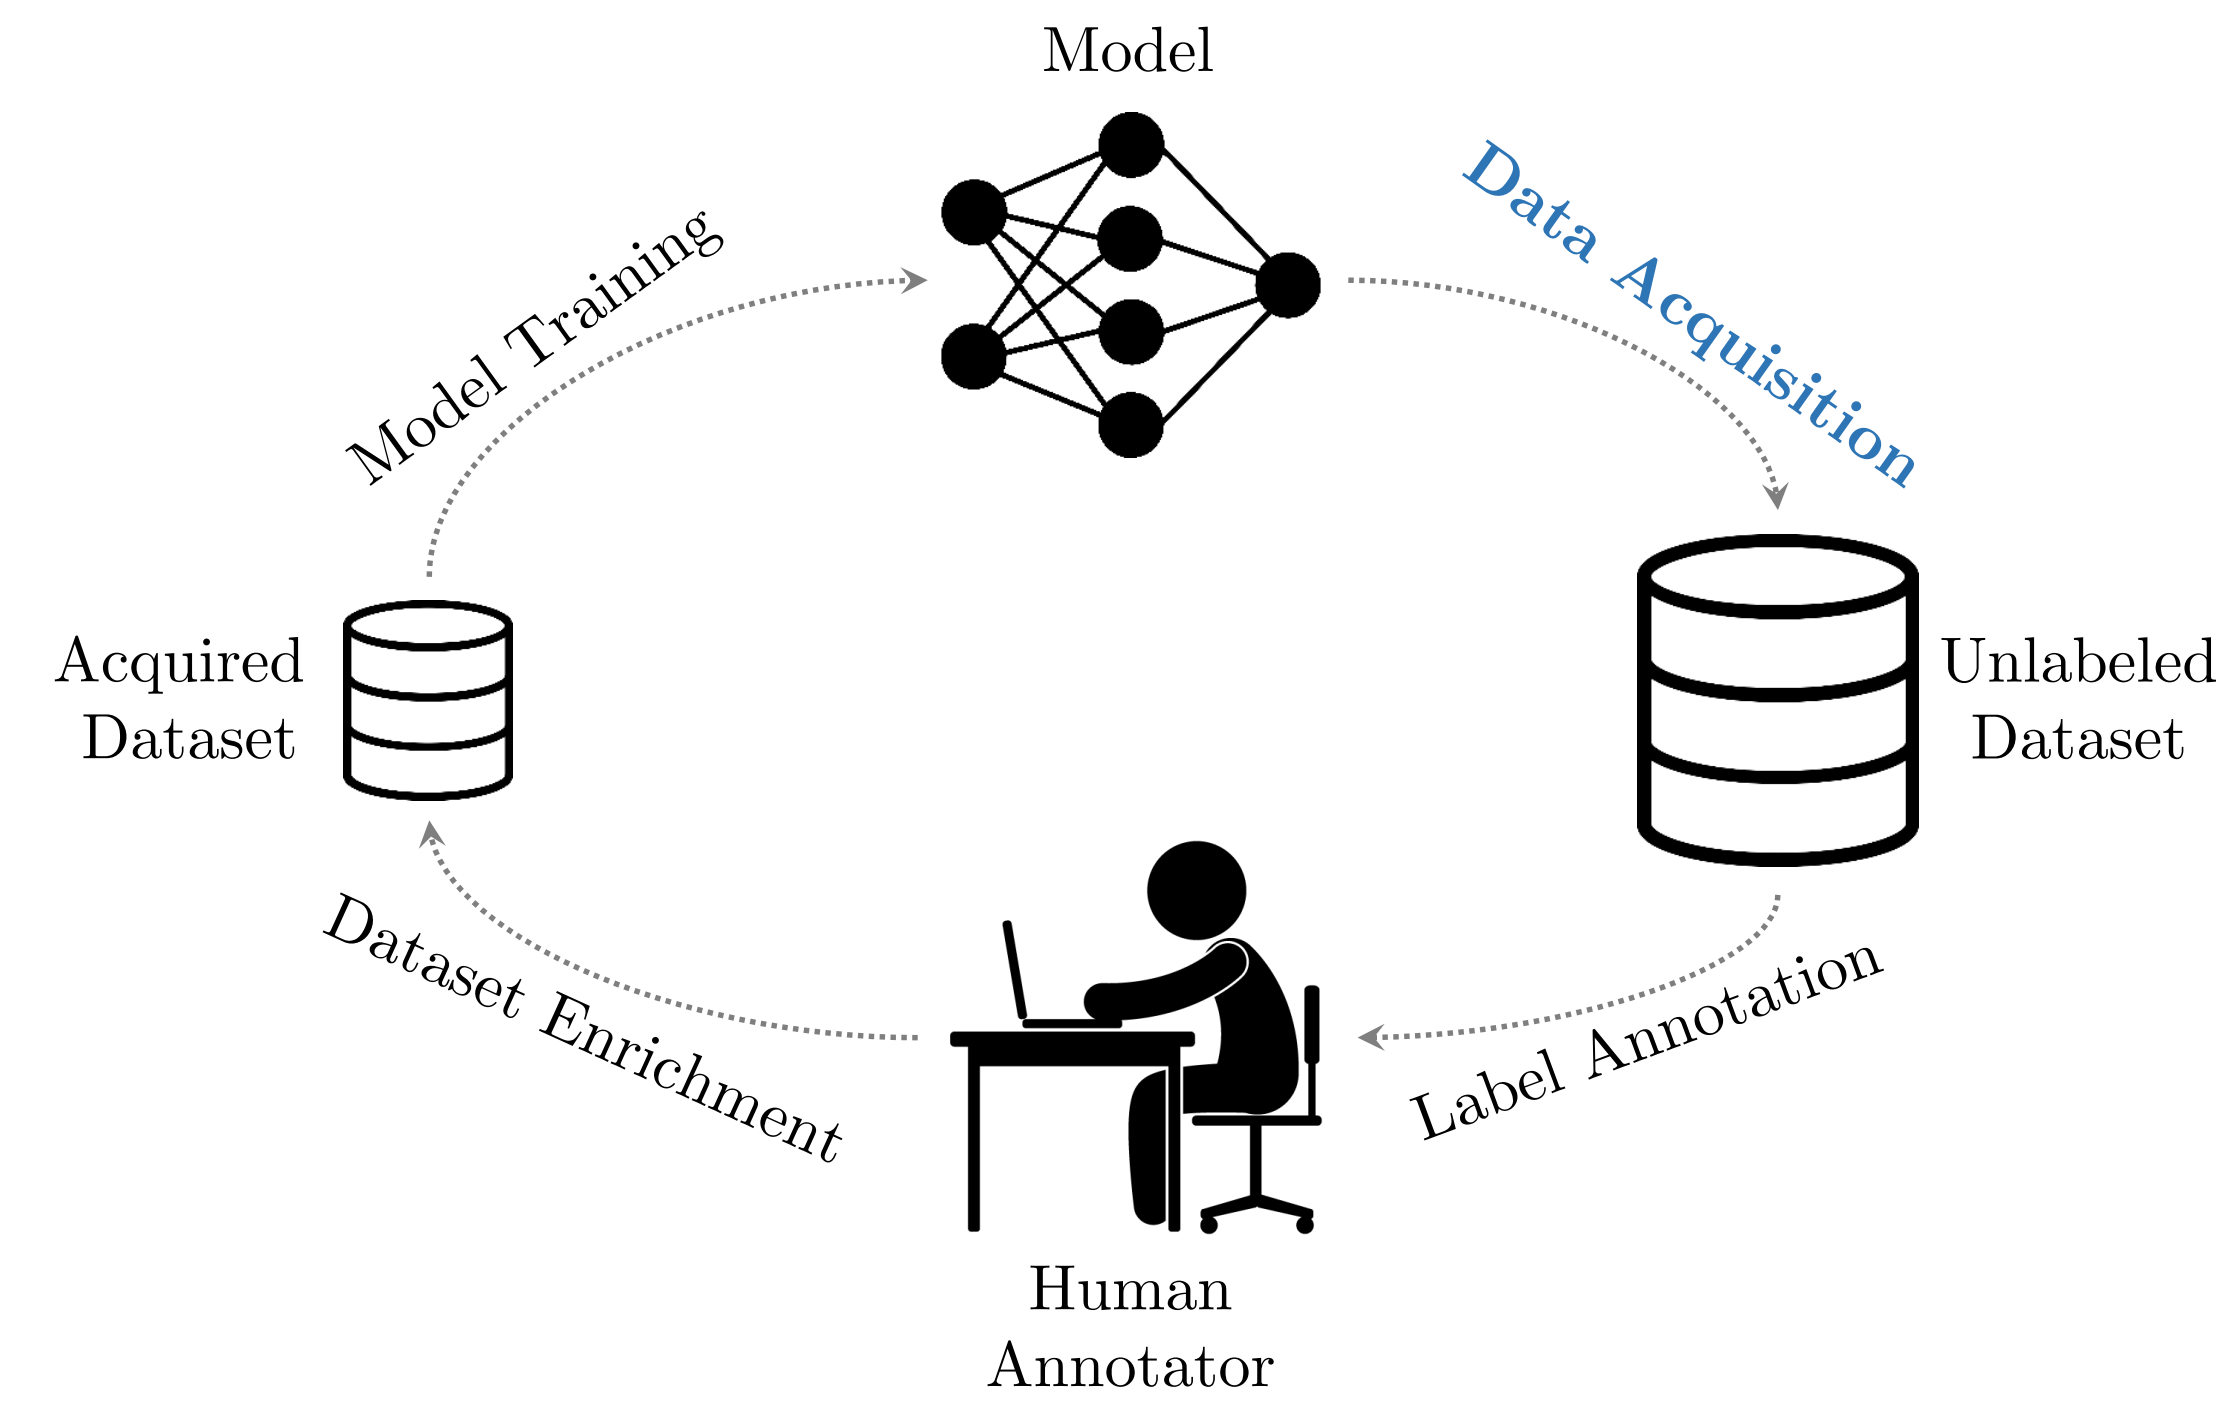 Model
Model Training
Data Acquisition
Acquired
Dataset
Unlabeled
Dataset
Dataset Enrichment
Label Annotation
Human
Annotator